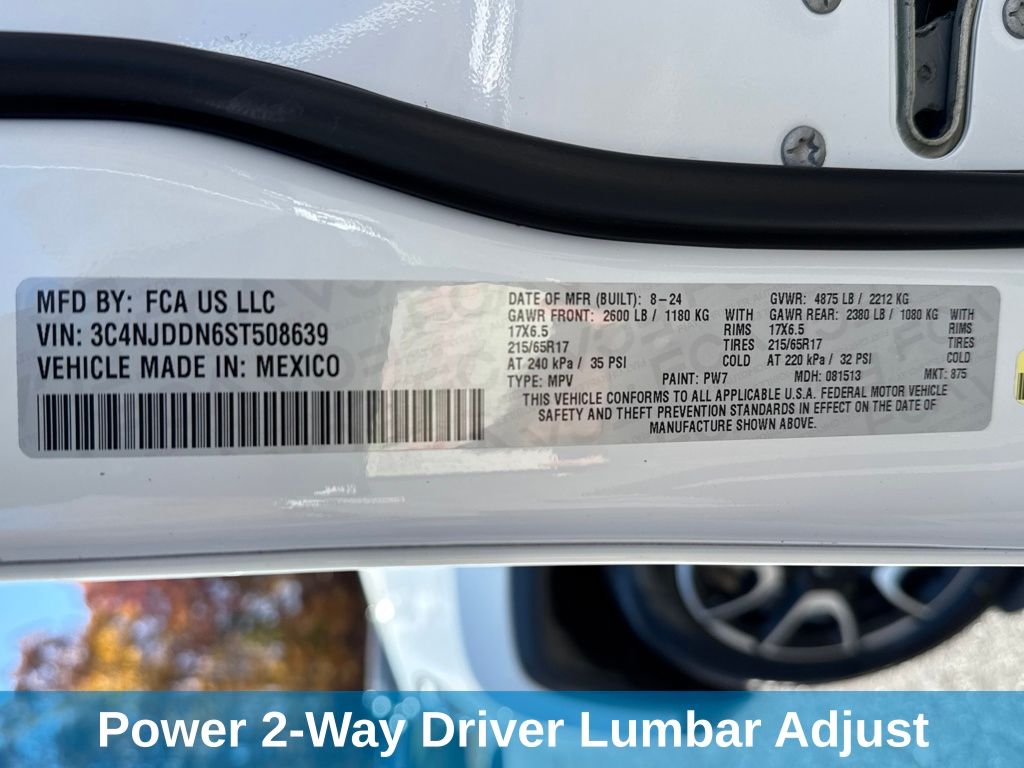 MFD BY: FCA US LLC
VIN: 3C4NJDDN6ST508639
VEHICLE MADE IN: MEXICO
DATE OF MFR (BUILT): 8-24 GVWR: 4875 LB / 2212 KG
GAWR FRONT: 2600 LB / 1180 KG WITH GAWR REAR: 2380 LB / 1080 KG WITH
17X6.5 RIMS 17X6.5 RIMS
215/65R17 TIRES 215/65R17 TIRES
AT 240 kPa / 35 PSI COLD AT 220 kPa / 32 PSI COLD
TYPE: MPV PAINT: PW7 MDH: 081513 MKT: 875
THIS VEHICLE CONFORMS TO ALL APPLICABLE U.S.A. FEDERAL MOTOR VEHICLE
SAFETY AND THEFT PREVENTION STANDARDS IN EFFECT ON THE DATE OF
MANUFACTURE SHOWN ABOVE.
Power 2-Way Driver Lumbar Adjust